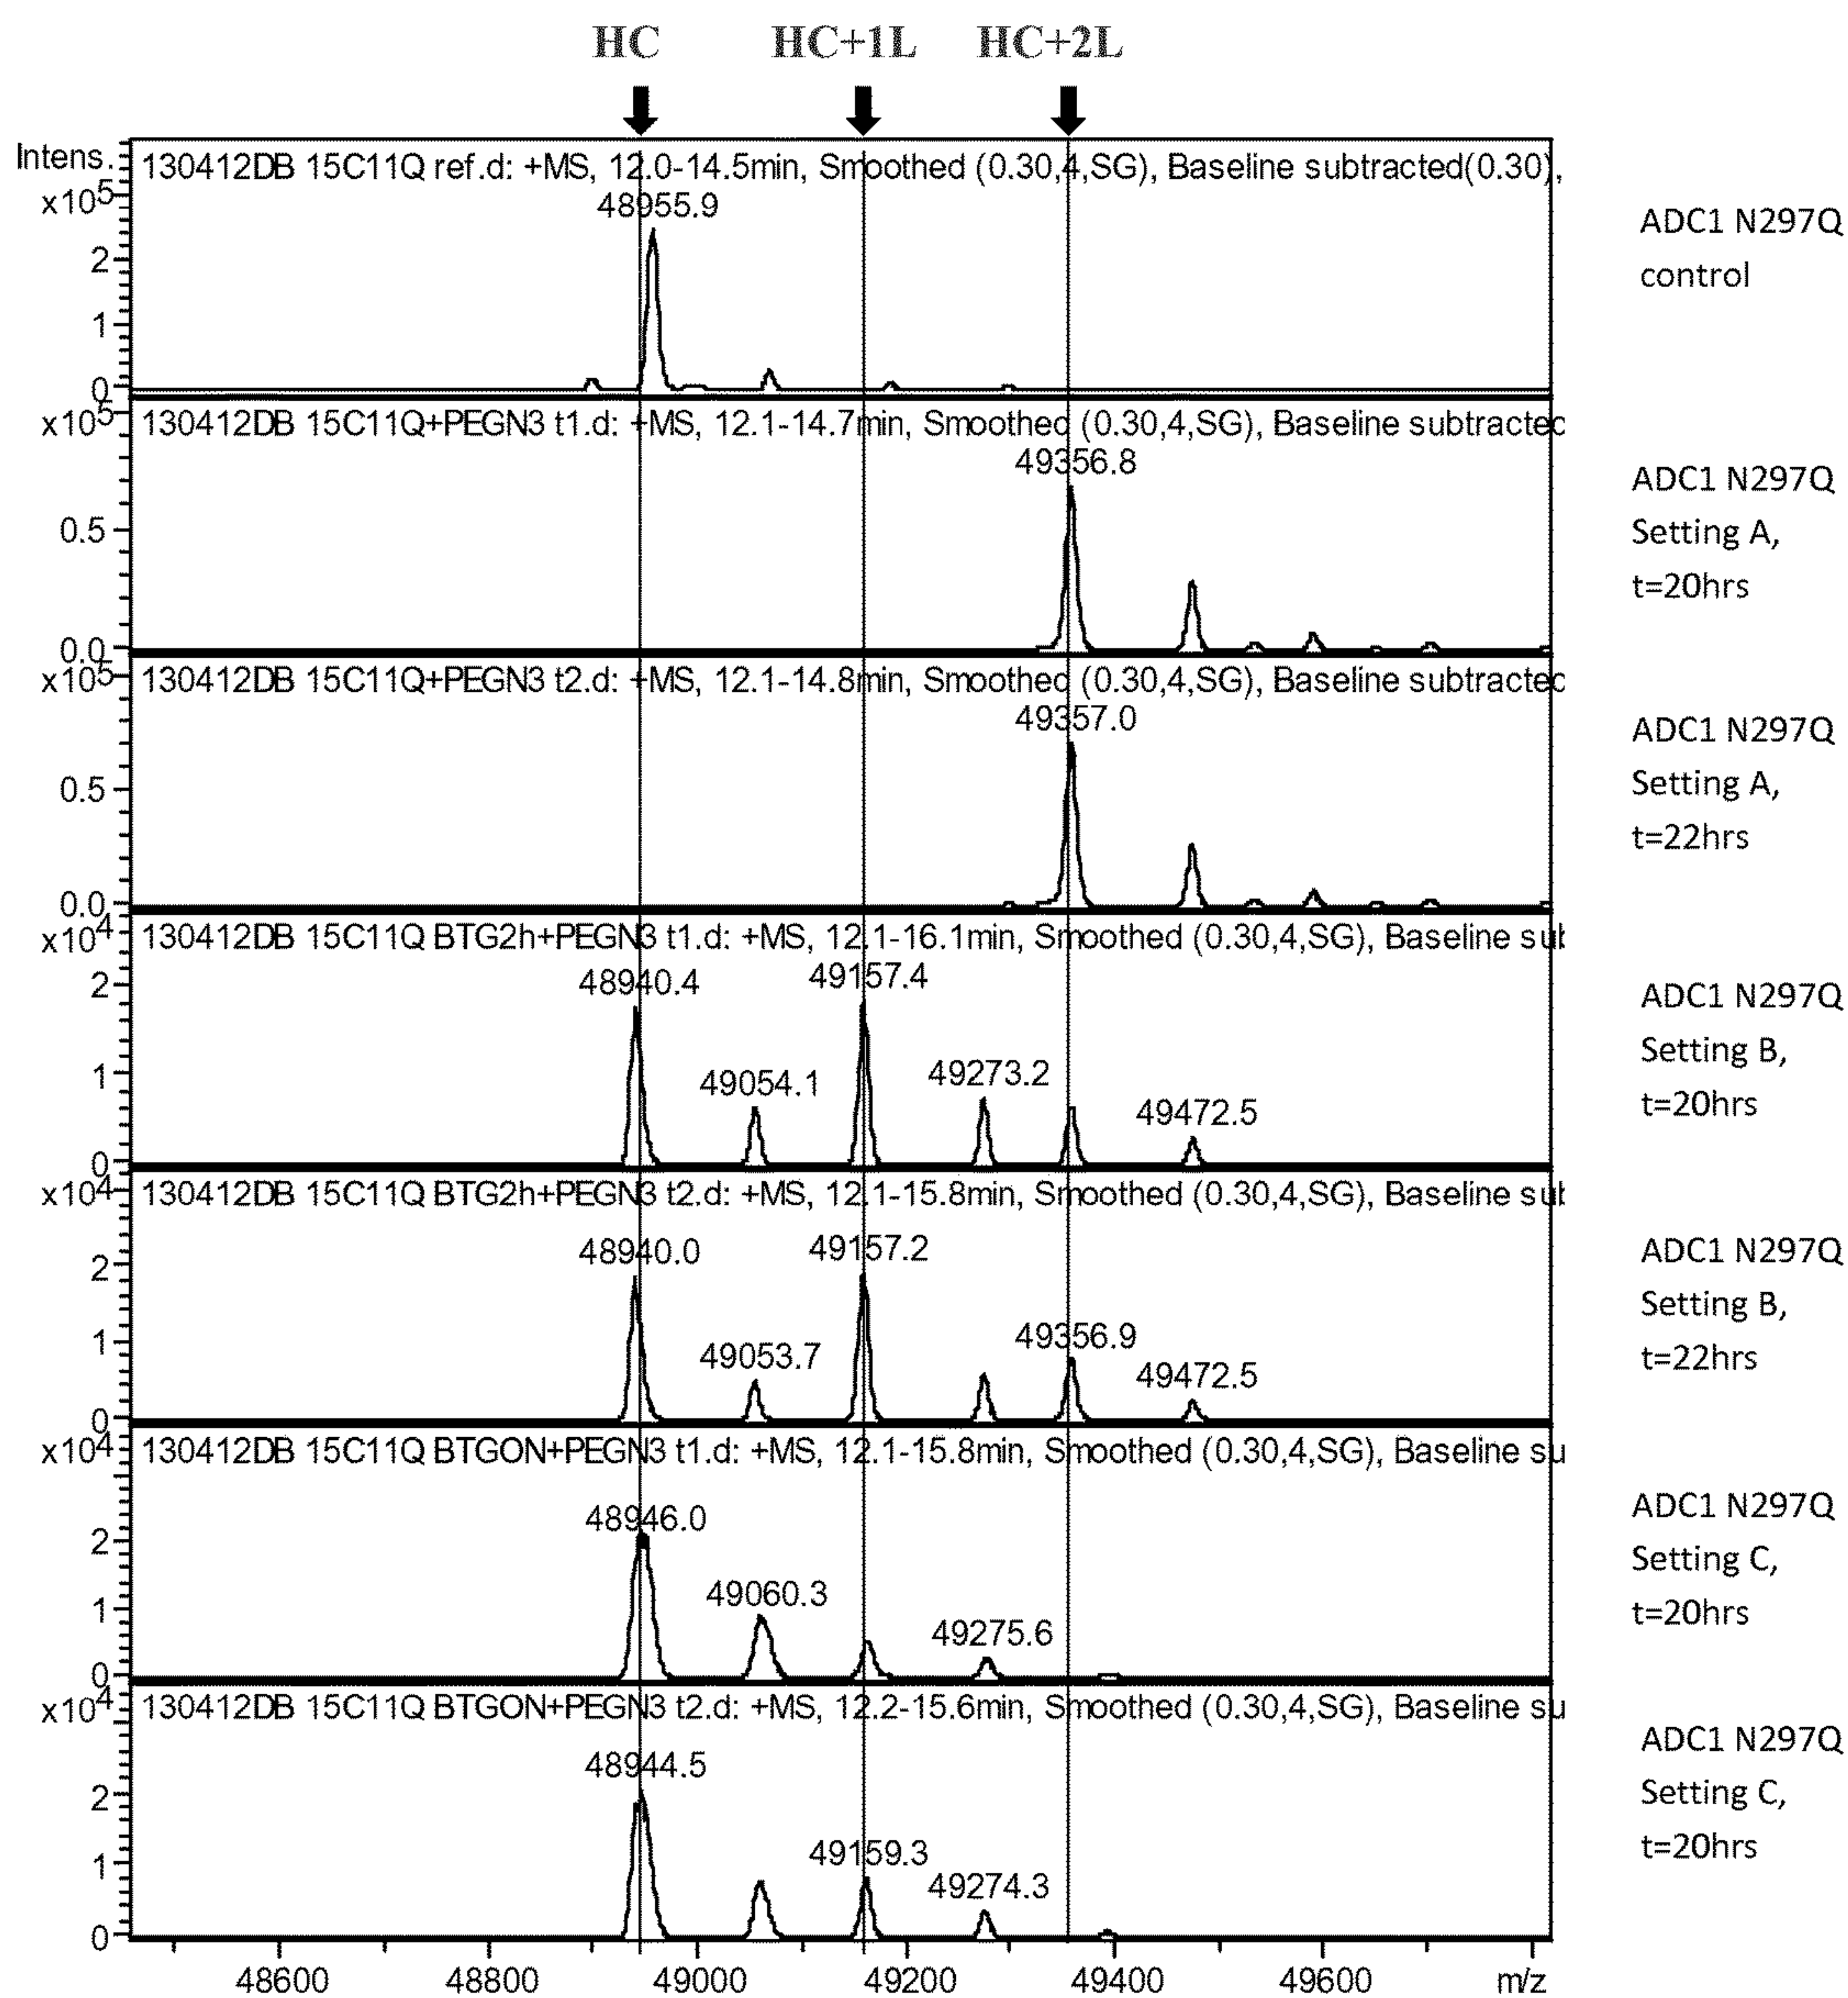 HC HC+1L HC+2L
Intens.
x10^5
130412DB 15C11Q ref.d: +MS, 12.0-14.5min, Smoothed (0.30,4,SG), Baseline subtracted(0.30),
48955.9
2
1
0
ADC1 N297Q
control
x10^5
130412DB 15C11Q+PEGN3 t1.d: +MS, 12.1-14.7min, Smoothed (0.30,4,SG), Baseline subtracted
49356.8
0.5
0.0
ADC1 N297Q
Setting A,
t=20hrs
x10^5
130412DB 15C11Q+PEGN3 t2.d: +MS, 12.1-14.8min, Smoothed (0.30,4,SG), Baseline subtracted
49357.0
0.5
0.0
ADC1 N297Q
Setting A,
t=22hrs
x10^4
130412DB 15C11Q BTG2h+PEGN3 t1.d: +MS, 12.1-16.1min, Smoothed (0.30,4,SG), Baseline sub
48940.4 49157.4
49054.1 49273.2 49472.5
2
1
0
ADC1 N297Q
Setting B,
t=20hrs
x10^4
130412DB 15C11Q BTG2h+PEGN3 t2.d: +MS, 12.1-15.8min, Smoothed (0.30,4,SG), Baseline sub
48940.0 49157.2
49053.7 49356.9 49472.5
2
1
0
ADC1 N297Q
Setting B,
t=22hrs
x10^4
130412DB 15C11Q BTGON+PEGN3 t1.d: +MS, 12.1-15.8min, Smoothed (0.30,4,SG), Baseline su
48946.0
49060.3 49275.6
2
1
0
ADC1 N297Q
Setting C,
t=20hrs
x10^4
130412DB 15C11Q BTGON+PEGN3 t2.d: +MS, 12.2-15.6min, Smoothed (0.30,4,SG), Baseline su
48944.5
49159.3 49274.3
2
1
0
ADC1 N297Q
Setting C,
t=20hrs
48600 48800 49000 49200 49400 49600 m/z